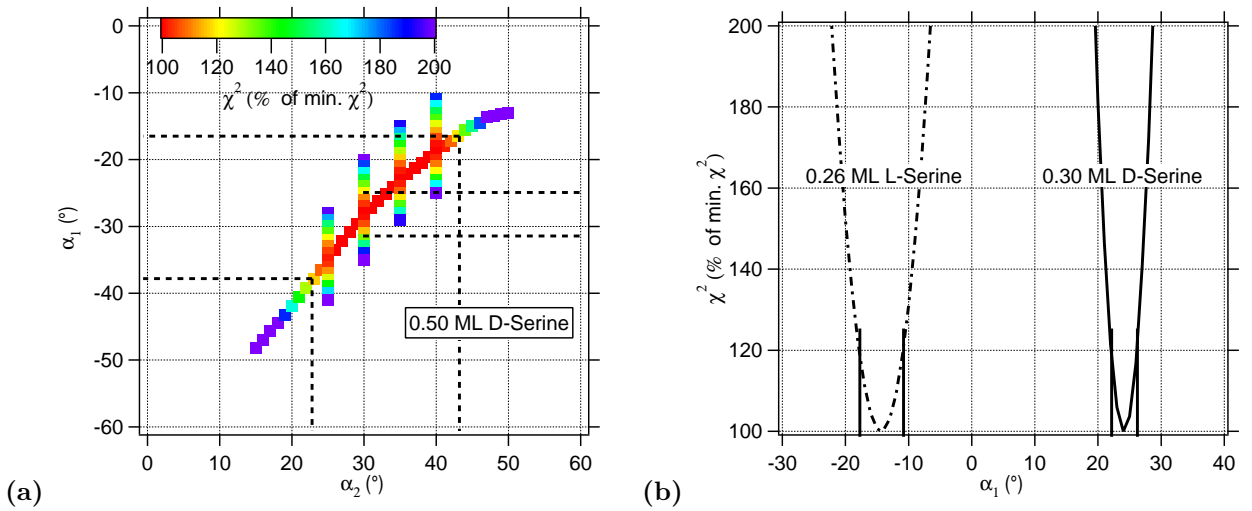 0
-10
-20
-30
-40
-50
-60
α₁ (°)
100 120 140 160 180 200
χ² (% of min. χ²)
0.50 ML D-Serine
0 10 20 30 40 50 60
α₂ (°)
(a)
200
180
160
140
120
100
χ² (% of min. χ²)
0.26 ML L-Serine 0.30 ML D-Serine
-30 -20 -10 0 10 20 30 40
α₁ (°)
(b)